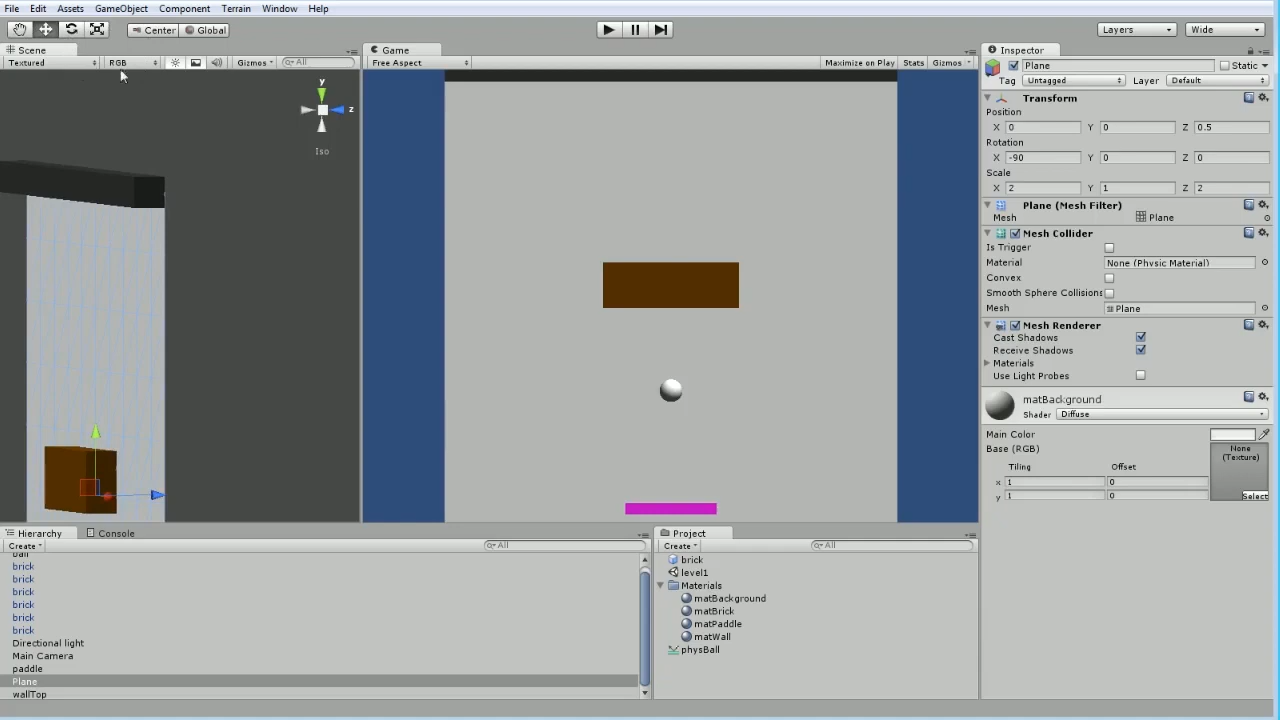 File Edit Assets GameObject Component Terrain Window Help
Center Global Layers Wide
Scene
Textured RGB Gizmos All
y
z
Iso
Game
Free Aspect Maximize on Play Stats Gizmos
Inspector
Plane Static
Tag Untagged Layer Default
Transform
Position
X 0 Y 0 Z 0.5
Rotation
X -90 Y 0 Z 0
Scale
X 2 Y 1 Z 2
Plane (Mesh Filter)
Mesh Plane
Mesh Collider
Is Trigger
Material None (Physic Material)
Convex
Smooth Sphere Collisions
Mesh Plane
Mesh Renderer
Cast Shadows
Receive Shadows
Materials
Use Light Probes
matBackground
Shader Diffuse
Main Color
Base (RGB) None
(Texture)
Tiling Offset
x 1 0
y 1 0
Select
Hierarchy Console
Create All
ball
brick
brick
brick
brick
brick
brick
Directional light
Main Camera
paddle
Plane
wallTop
Project
Create All
brick
level1
Materials
matBackground
matBrick
matPaddle
matWall
physBall